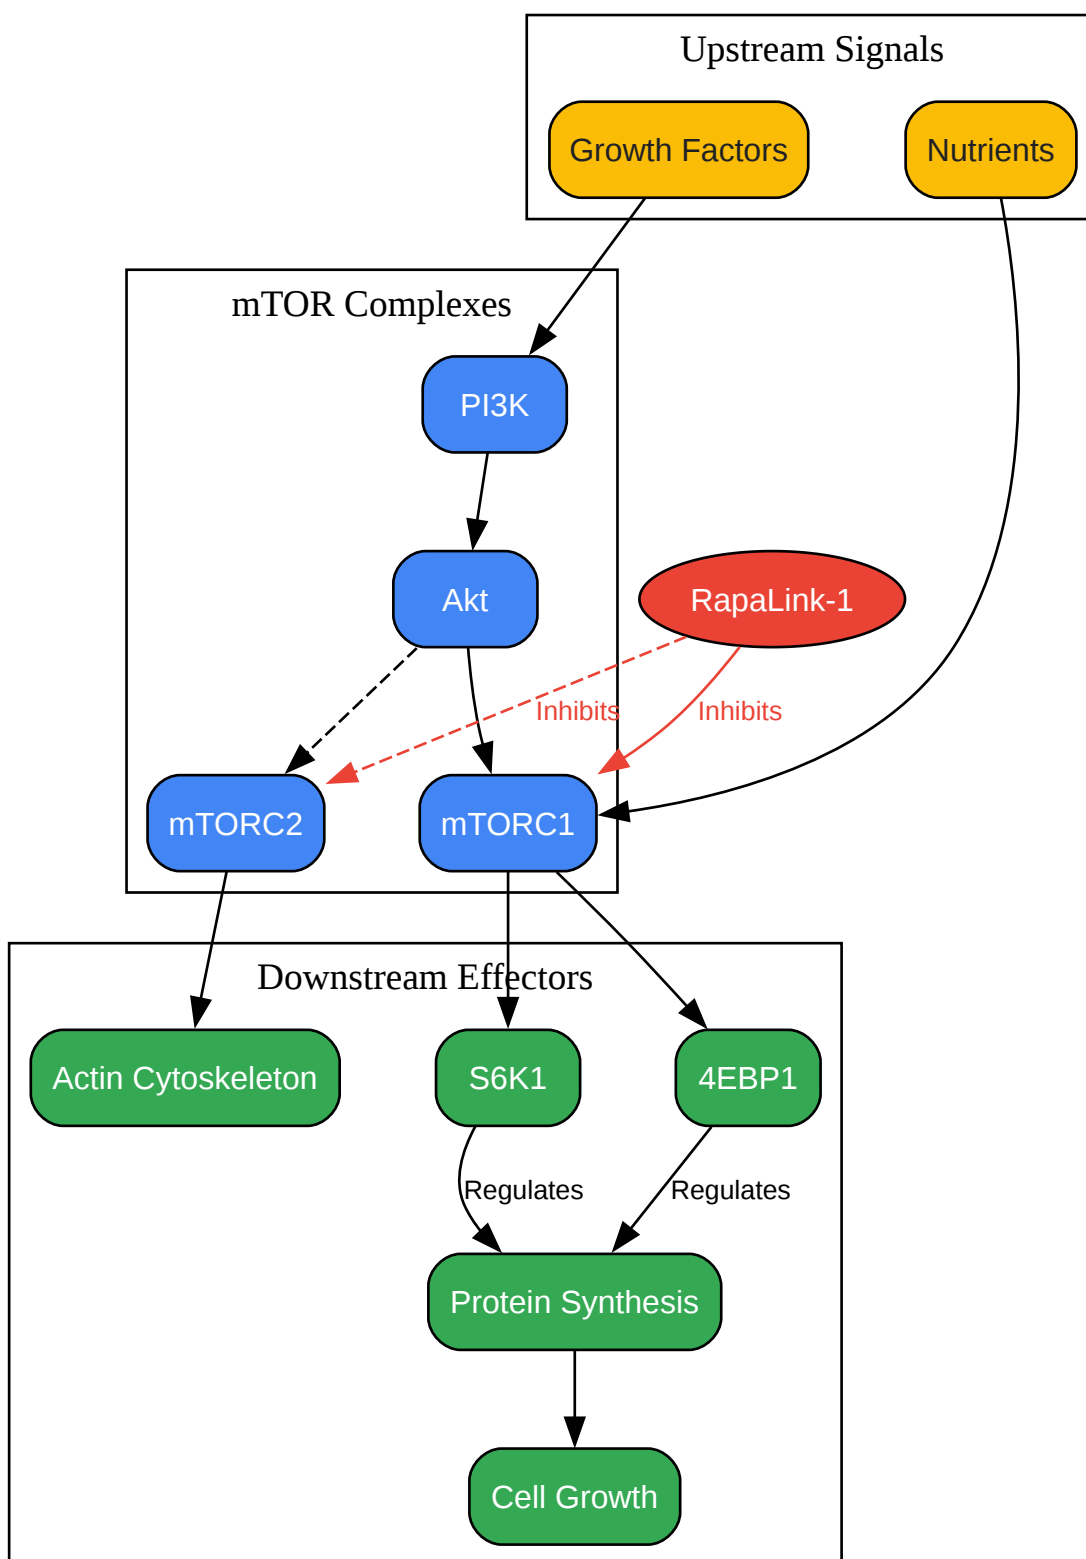 Upstream Signals
Growth Factors
Nutrients
mTOR Complexes
PI3K
Akt
RapaLink-1
Inhibits
Inhibits
mTORC2
mTORC1
Downstream Effectors
Actin Cytoskeleton
S6K1
4EBP1
Regulates
Regulates
Protein Synthesis
Cell Growth